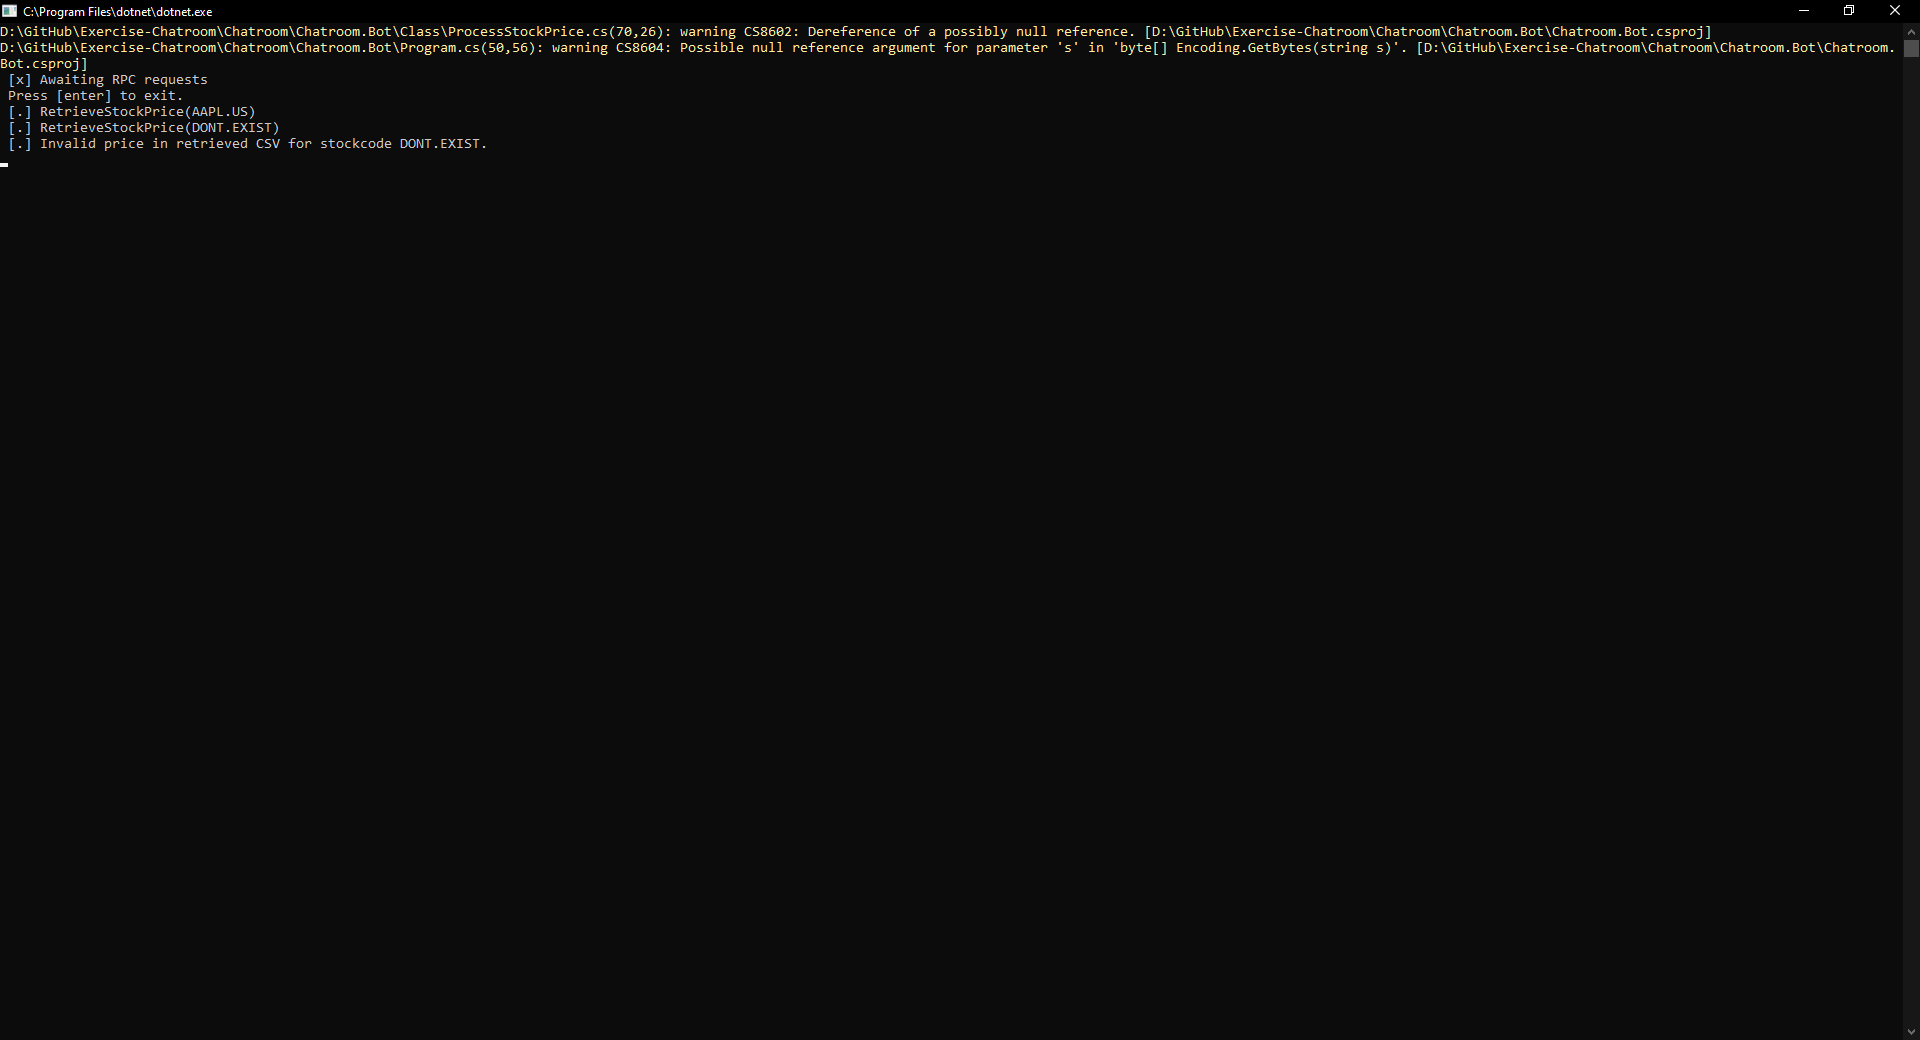 C:\Program Files\dotnet\dotnet.exe
D:\GitHub\Exercise-Chatroom\Chatroom\Chatroom.Bot\Class\ProcessStockPrice.cs(70,26): warning CS8602: Dereference of a possibly null reference. [D:\GitHub\Exercise-Chatroom\Chatroom\Chatroom.Bot\Chatroom.Bot.csproj]
D:\GitHub\Exercise-Chatroom\Chatroom\Chatroom.Bot\Program.cs(50,56): warning CS8604: Possible null reference argument for parameter 's' in 'byte[] Encoding.GetBytes(string s)'. [D:\GitHub\Exercise-Chatroom\Chatroom\Chatroom.Bot\Chatroom.
Bot.csproj]
[x] Awaiting RPC requests
Press [enter] to exit.
[.] RetrieveStockPrice(AAPL.US)
[.] RetrieveStockPrice(DONT.EXIST)
[.] Invalid price in retrieved CSV for stockcode DONT.EXIST.